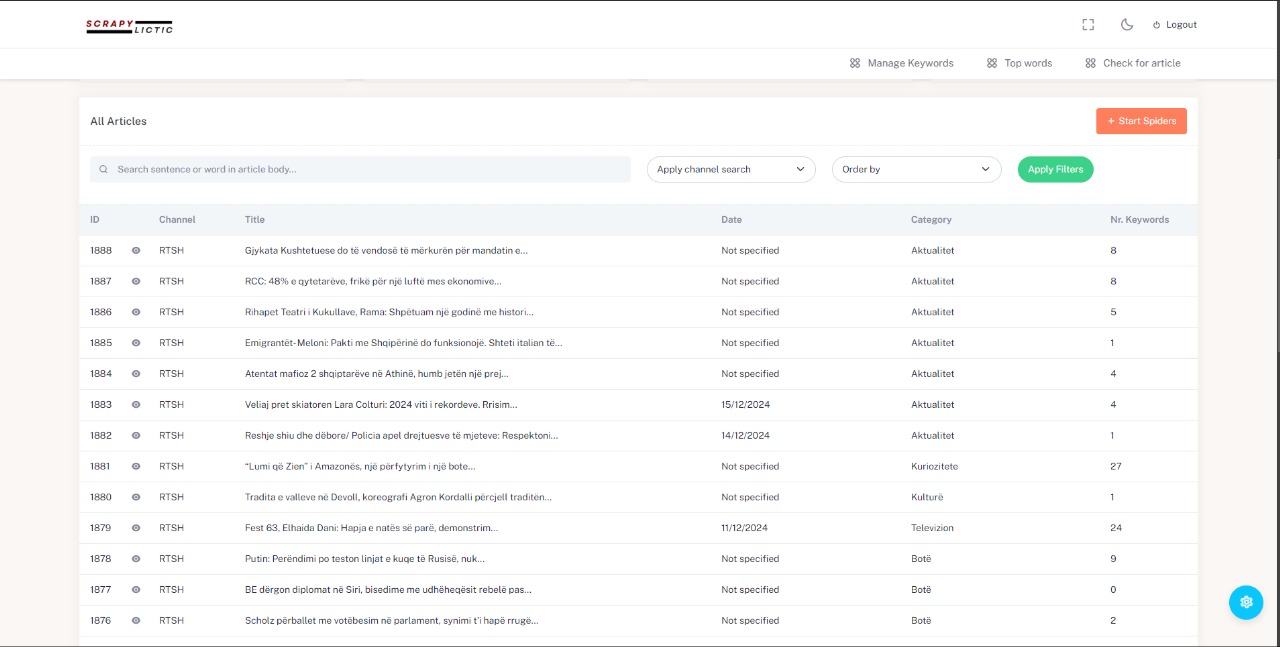 SCRAPY
LICTIC
Logout
Manage Keywords Top words Check for article
All Articles
+ Start Spiders
Search sentence or word in article body... Apply channel search Order by Apply Filters
ID Channel Title Date Category Nr. Keywords
1888 RTSH Gjykata Kushtetuese do të vendosë të mërkurën për mandatin e... Not specified Aktualitet 8
1887 RTSH RCC: 48% e qytetarëve, frikë për një luftë mes ekonomive... Not specified Aktualitet 8
1886 RTSH Rihapet Teatri i Kukullave, Rama: Shpëtuam një godinë me histori... Not specified Aktualitet 5
1885 RTSH Emigrantët- Meloni: Pakti me Shqipërinë do funksionojë. Shteti italian të... Not specified Aktualitet 1
1884 RTSH Atentat mafioz 2 shqiptarëve në Athinë, humb jetën një prej... Not specified Aktualitet 4
1883 RTSH Veliaj pret skiatoren Lara Colturi: 2024 viti i rekordeve. Rrisim... 15/12/2024 Aktualitet 4
1882 RTSH Reshje shiu dhe dëbore/ Policia apel drejtuesve të mjeteve: Respektoni... 14/12/2024 Aktualitet 1
1881 RTSH “Lumi që Zien” i Amazonës, një përfytyrim i një bote... Not specified Kuriozitete 27
1880 RTSH Tradita e valleve në Devoll, koreografi Agron Kordalli përcjell traditën... Not specified Kulturë 1
1879 RTSH Fest 63, Elhaida Dani: Hapja e natës së parë, demonstrim... 11/12/2024 Televizion 24
1878 RTSH Putin: Perëndimi po teston linjat e kuqe të Rusisë, nuk... Not specified Botë 9
1877 RTSH BE dërgon diplomat në Siri, bisedime me udhëheqësit rebelë pas... Not specified Botë 0
1876 RTSH Scholz përballet me votëbesim në parlament, synimi t’i hapë rrugë... Not specified Botë 2